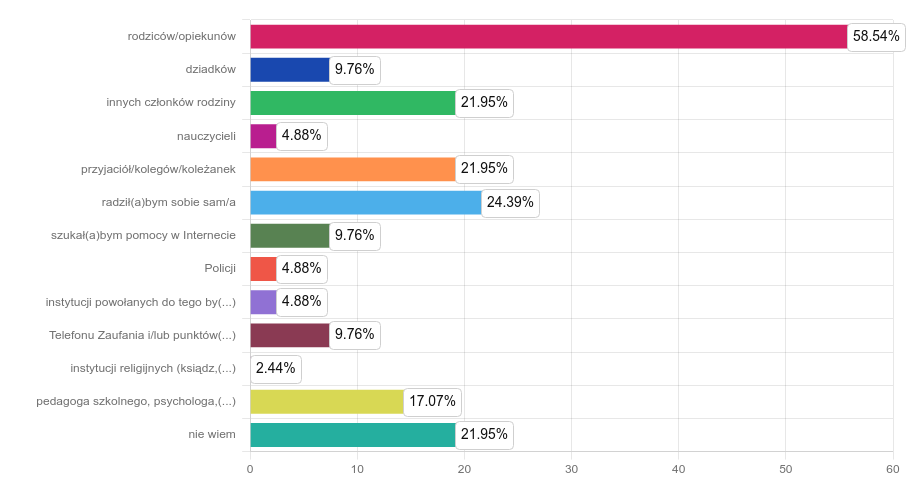 rodziców/opiekunów 58.54%
dziadków 9.76%
innych członków rodziny 21.95%
nauczycieli 4.88%
przyjaciół/kolegów/koleżanek 21.95%
radził(a)bym sobie sam/a 24.39%
szukał(a)bym pomocy w Internecie 9.76%
Policji 4.88%
instytucji powołanych do tego by(...) 4.88%
Telefonu Zaufania i/lub punktów(...) 9.76%
instytucji religijnych (ksiądz,(...) 2.44%
pedagoga szkolnego, psychologa,(...) 17.07%
nie wiem 21.95%
0 10 20 30 40 50 60